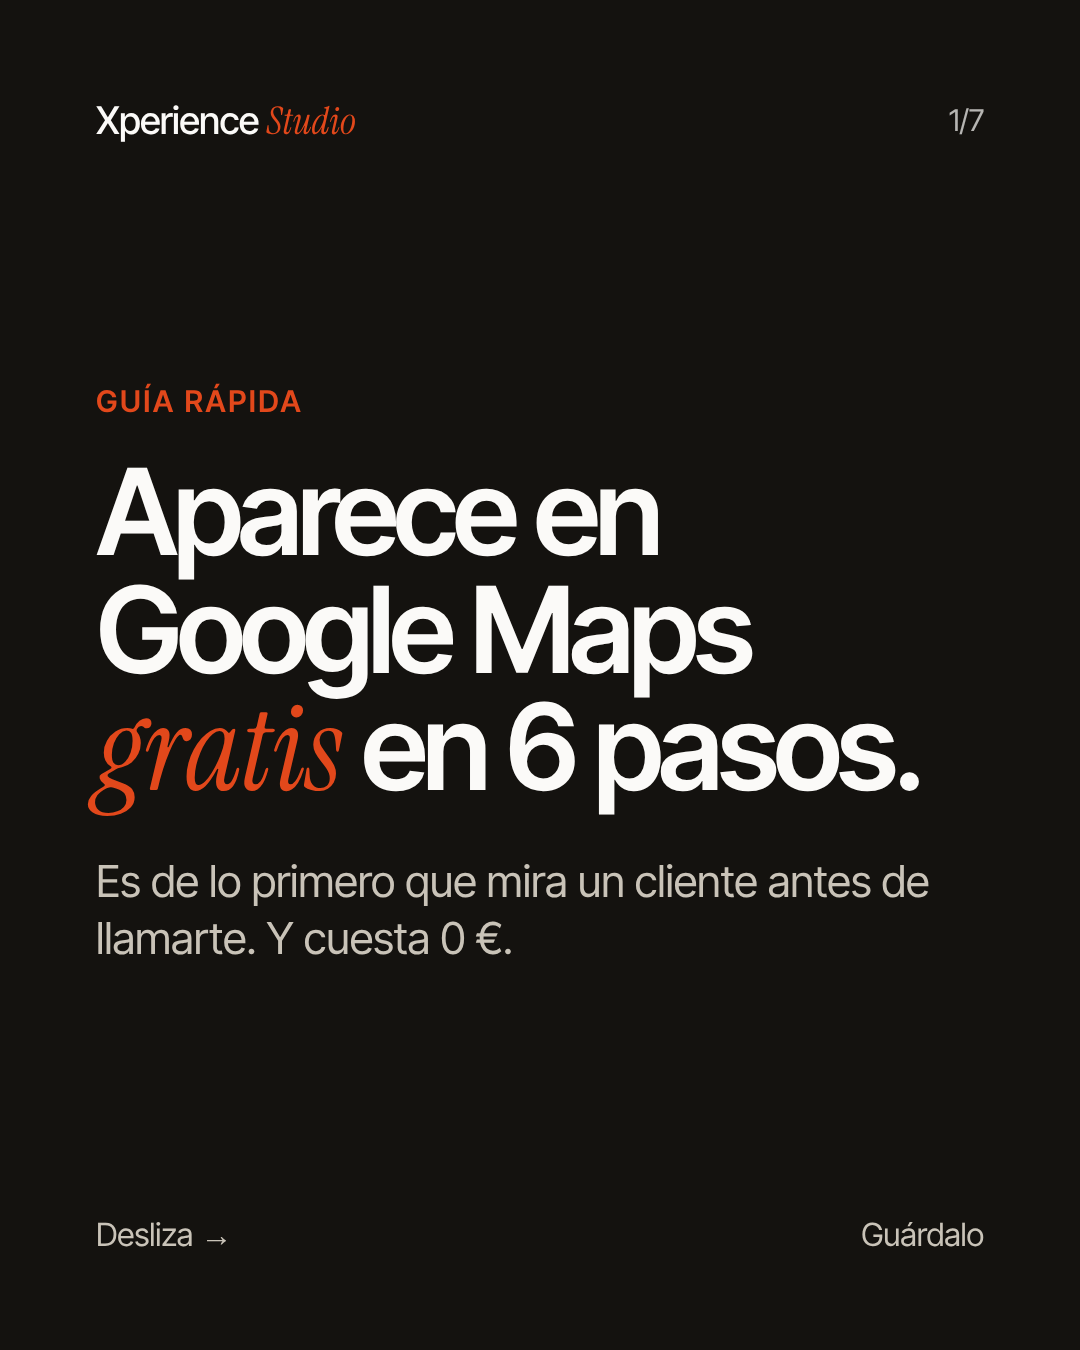 Xperience Studio
1/7
GUÍA RÁPIDA
Aparece en
Google Maps
gratis en 6 pasos.
Es de lo primero que mira un cliente antes de
llamarte. Y cuesta 0 €.
Desliza →
Guárdalo